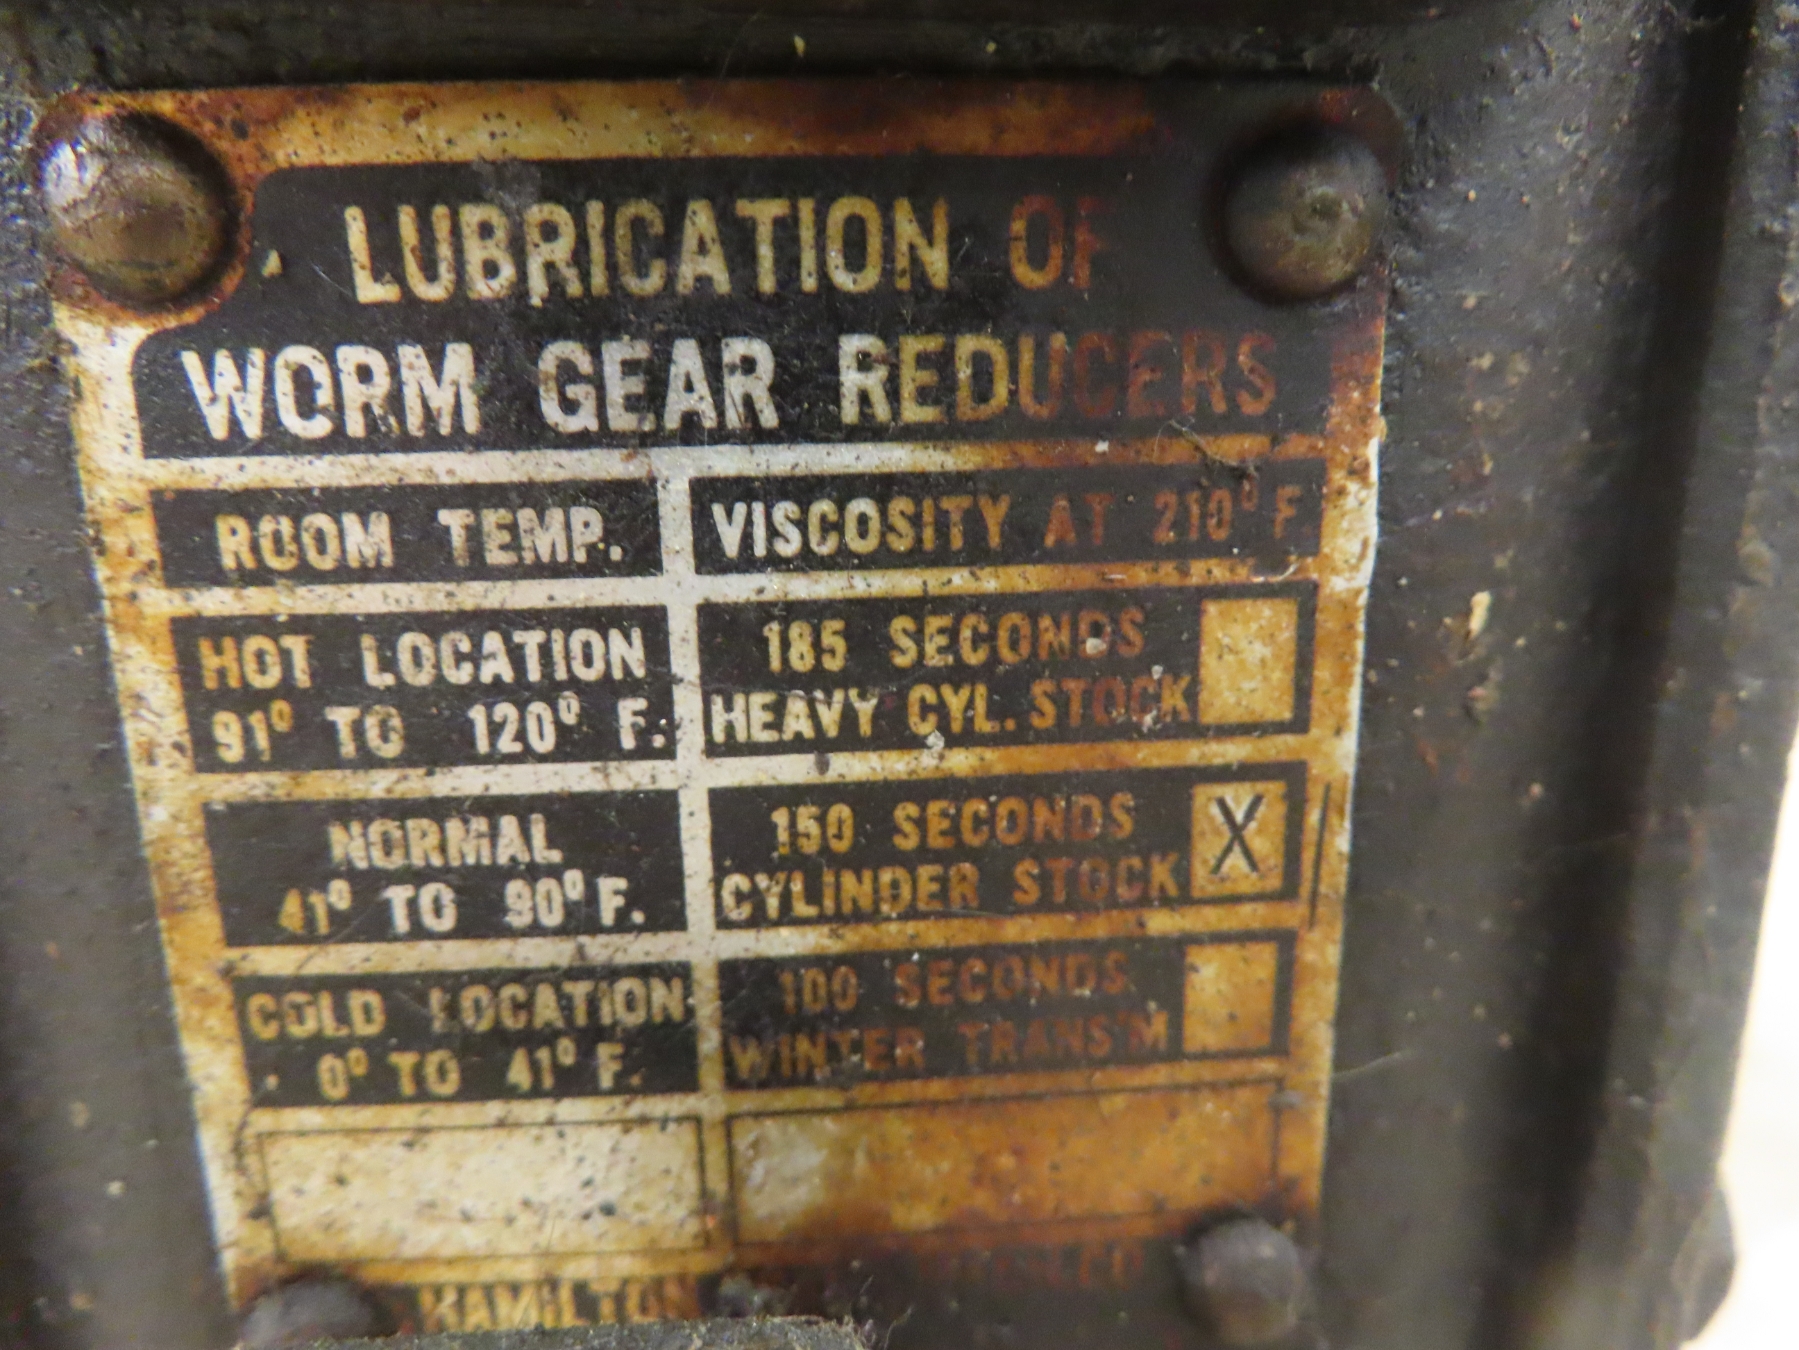 LUBRICATION OF
WORM GEAR REDUCERS
ROOM TEMP. VISCOSITY AT 210° F.
HOT LOCATION
91° TO 120° F.
185 SECONDS
HEAVY CYL. STOCK
NORMAL
41° TO 90° F.
150 SECONDS
CYLINDER STOCK
X
COLD LOCATION
0° TO 41° F.
100 SECONDS
WINTER TRANS'M
HAMILTON